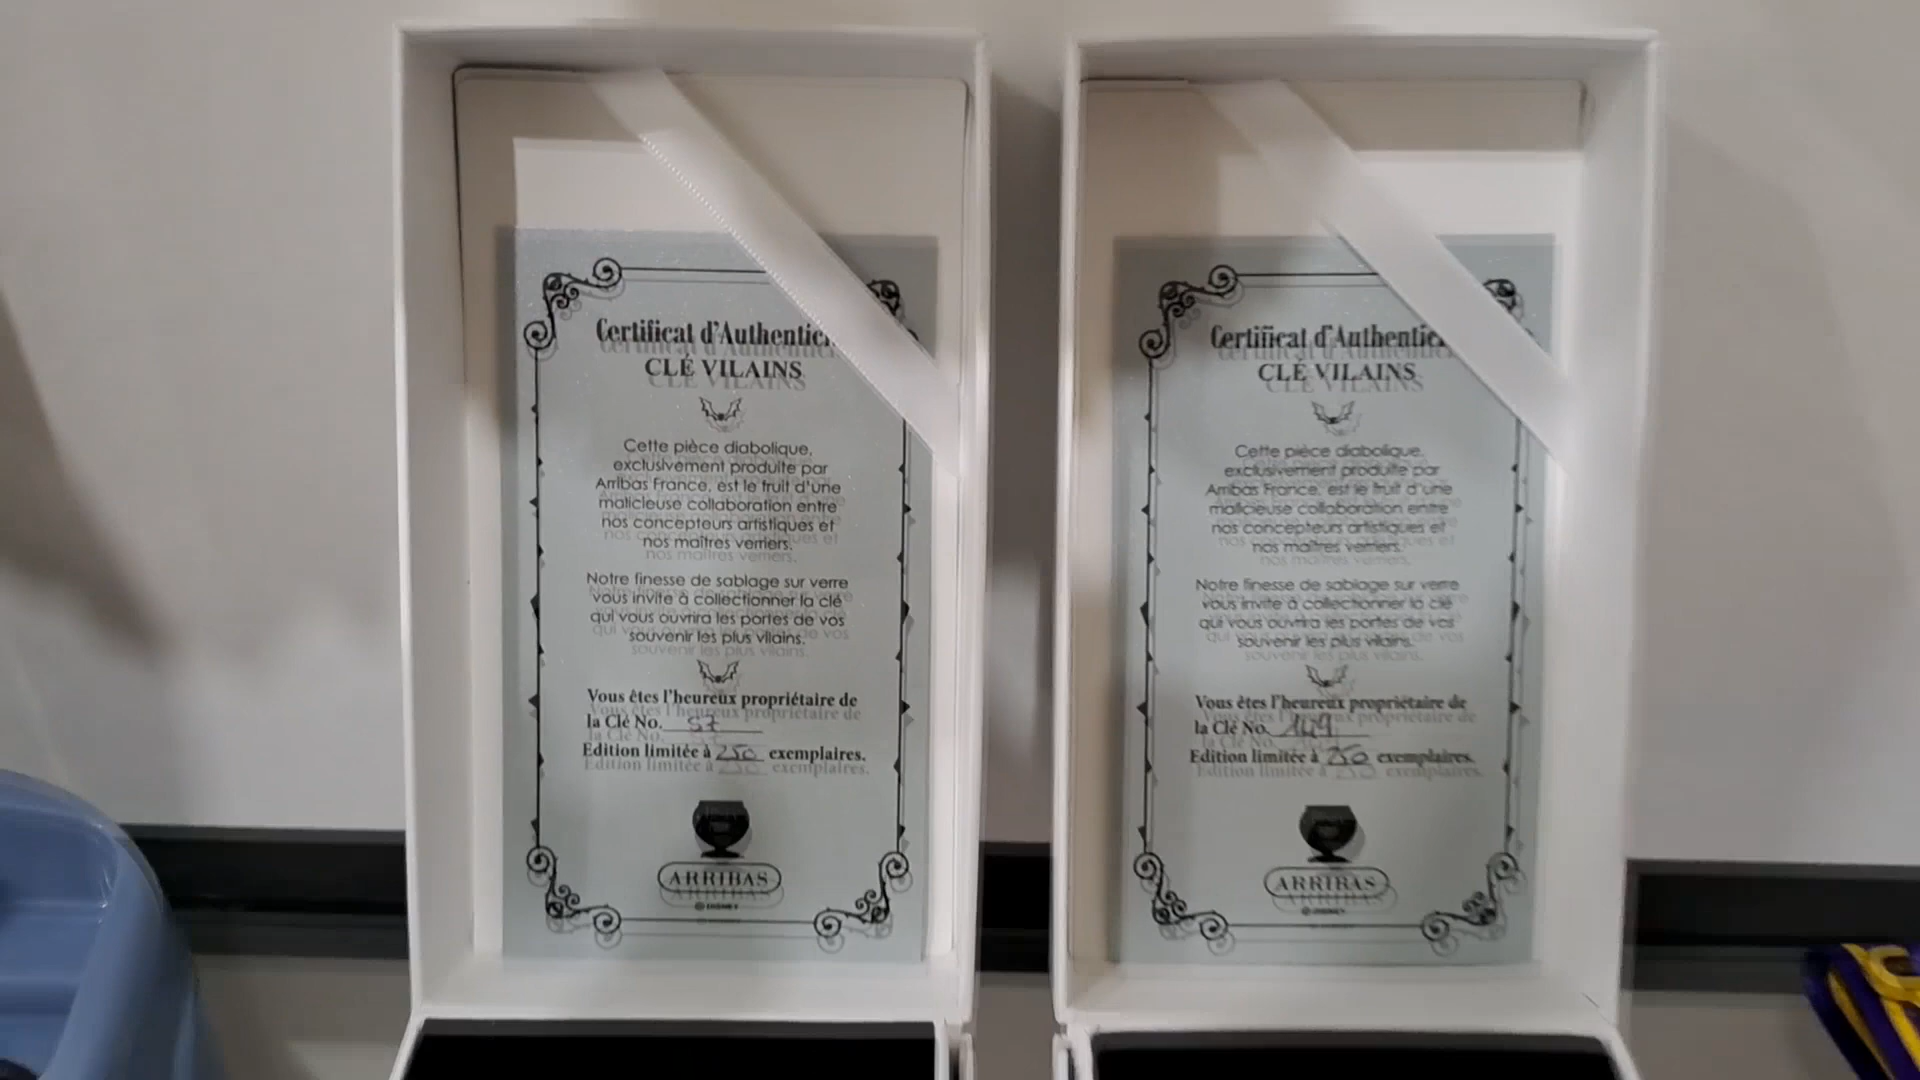 Certificat d'Authentic
CLÉ VILAINS
Cette pièce diabolique,
exclusivement produite par
Arribas France, est le fruit d'une
malicieuse collaboration entre
nos concepteurs artistiques et
nos maîtres verriers.
Notre finesse de sablage sur verre
vous invite à collectionner la clé
qui vous ouvrira les portes de vos
souvenir les plus vilains.
Vous êtes l'heureux propriétaire de
la Clé No. 57
Edition limitée à 250 exemplaires.
ARRIBAS
© DISNEY
Certificat d'Authentic
CLÉ VILAINS
Cette pièce diabolique,
exclusivement produite par
Arribas France, est le fruit d'une
malicieuse collaboration entre
nos concepteurs artistiques et
nos maîtres verriers.
Notre finesse de sablage sur verre
vous invite à collectionner la clé
qui vous ouvrira les portes de vos
souvenir les plus vilains.
Vous êtes l'heureux propriétaire de
la Clé No. 149
Edition limitée à 250 exemplaires.
ARRIBAS
© DISNEY